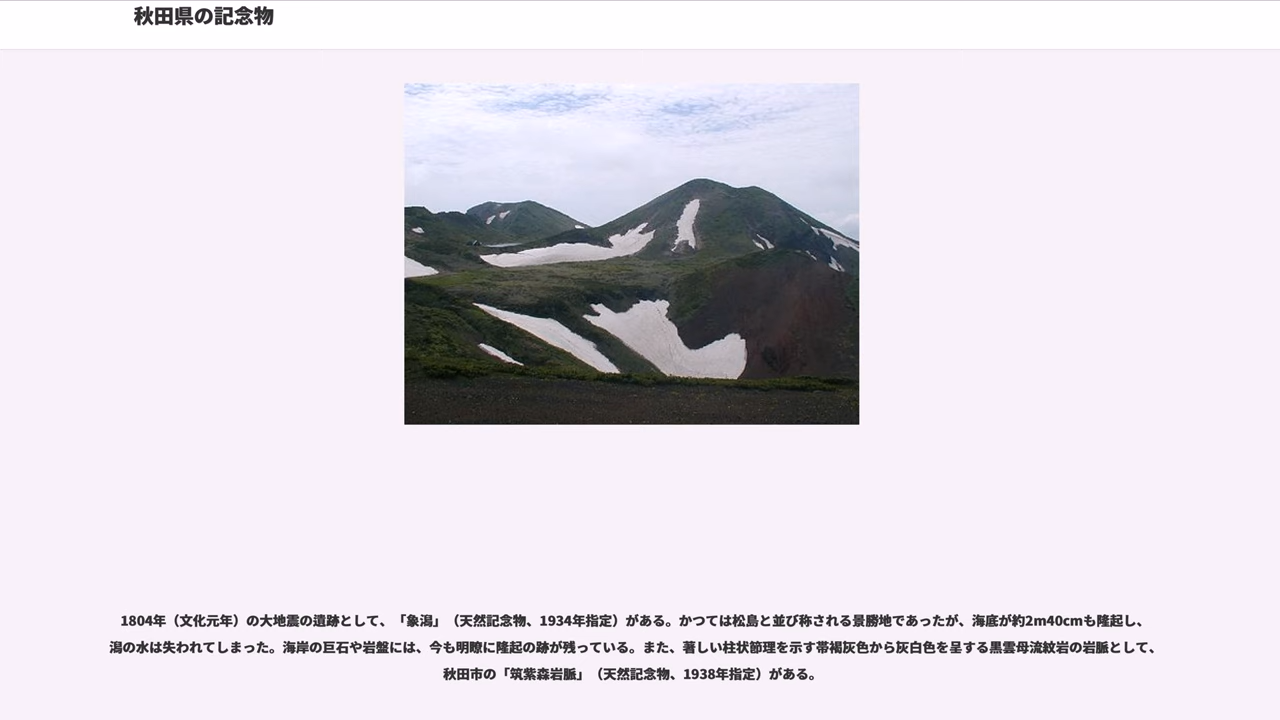 秋田県の記念物
1804年（文化元年）の大地震の遺跡として、「象潟」（天然記念物、1934年指定）がある。かつては松島と並び称される景勝地であったが、海底が約2m40cmも隆起し、
潟の水は失われてしまった。海岸の巨石や岩盤には、今も明瞭に隆起の跡が残っている。また、著しい柱状節理を示す帯褐灰色から灰白色を呈する黒雲母流紋岩の岩脈として、
秋田市の「筑紫森岩脈」（天然記念物、1938年指定）がある。